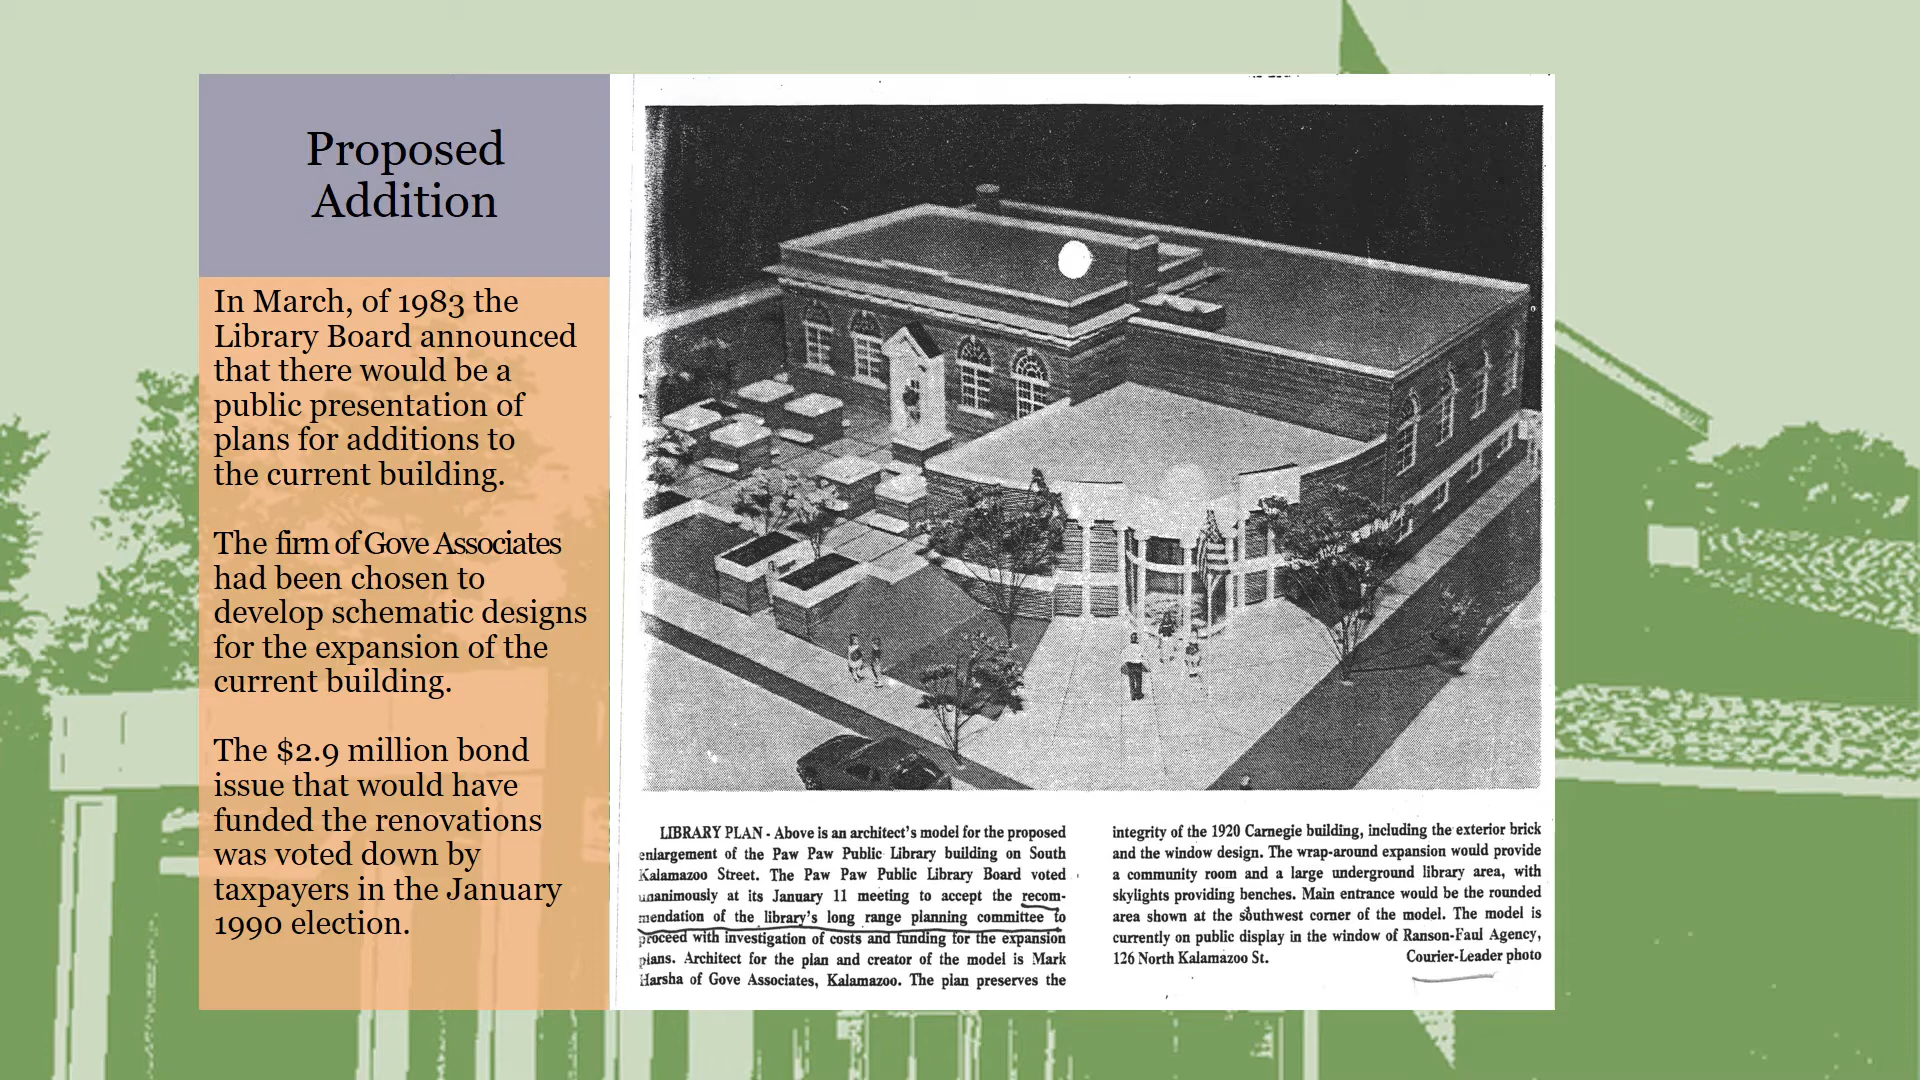 Proposed
Addition
In March, of 1983 the
Library Board announced
that there would be a
public presentation of
plans for additions to
the current building.
The firm of Gove Associates
had been chosen to
develop schematic designs
for the expansion of the
current building.
The $2.9 million bond
issue that would have
funded the renovations
was voted down by
taxpayers in the January
1990 election.
LIBRARY PLAN - Above is an architect's model for the proposed
enlargement of the Paw Paw Public Library building on South
Kalamazoo Street. The Paw Paw Public Library Board voted
unanimously at its January 11 meeting to accept the recom-
mendation of the library's long range planning committee to
proceed with investigation of costs and funding for the expansion
plans. Architect for the plan and creator of the model is Mark
Harsha of Gove Associates, Kalamazoo. The plan preserves the
integrity of the 1920 Carnegie building, including the exterior brick
and the window design. The wrap-around expansion would provide
a community room and a large underground library area, with
skylights providing benches. Main entrance would be the rounded
area shown at the southwest corner of the model. The model is
currently on public display in the window of Ranson-Faul Agency,
126 North Kalamazoo St. Courier-Leader photo